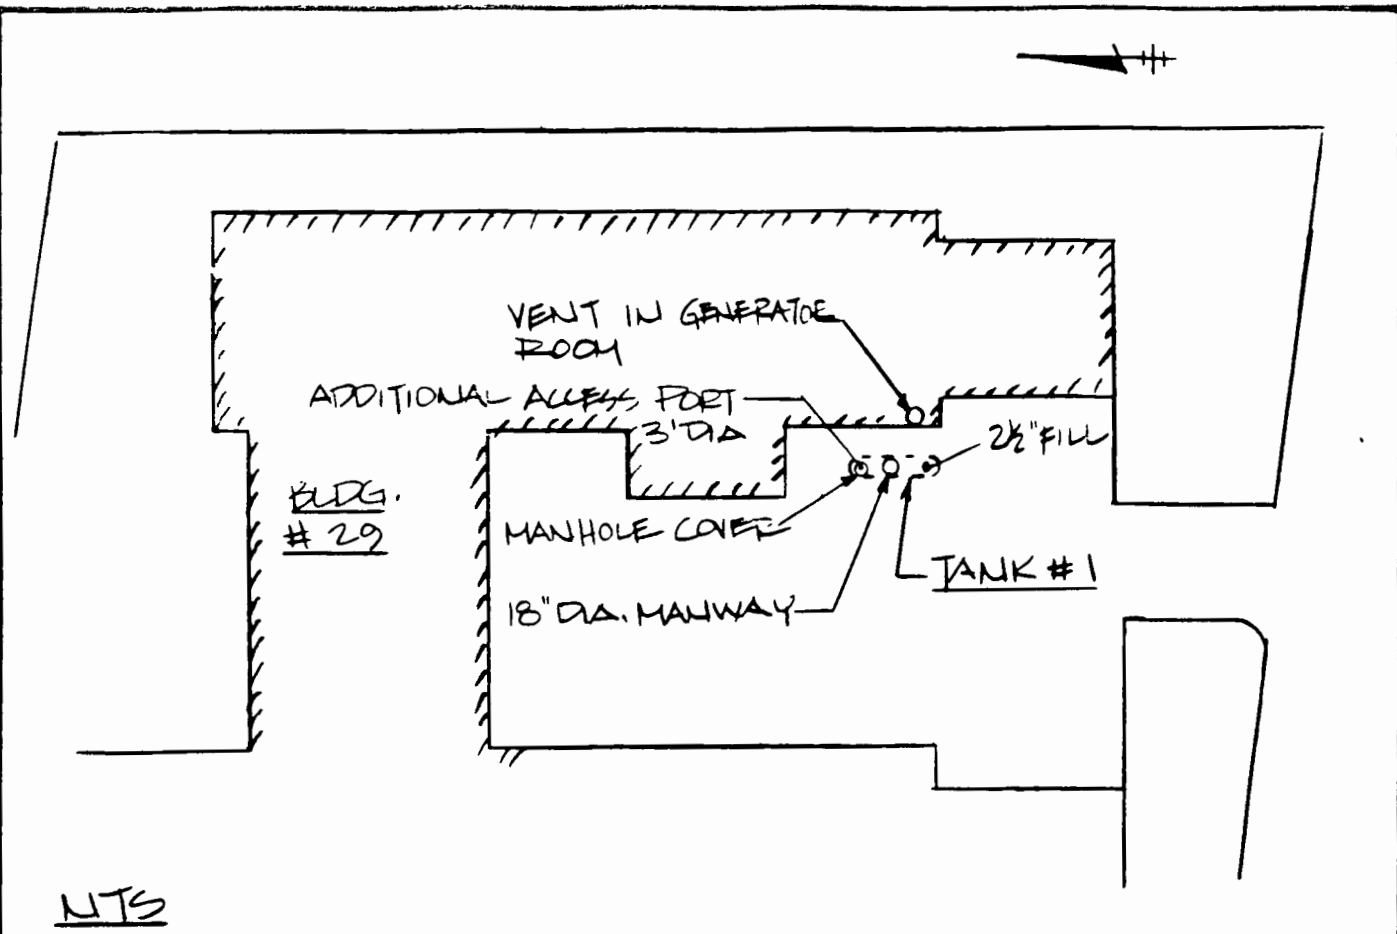 VENT IN GENERATOR
ROOM
ADDITIONAL ACCESS PORT
3' DIA
2½" FILL
BLDG.
# 29
MANHOLE COVER
TANK # 1
18" DIA. MANWAY
NTS